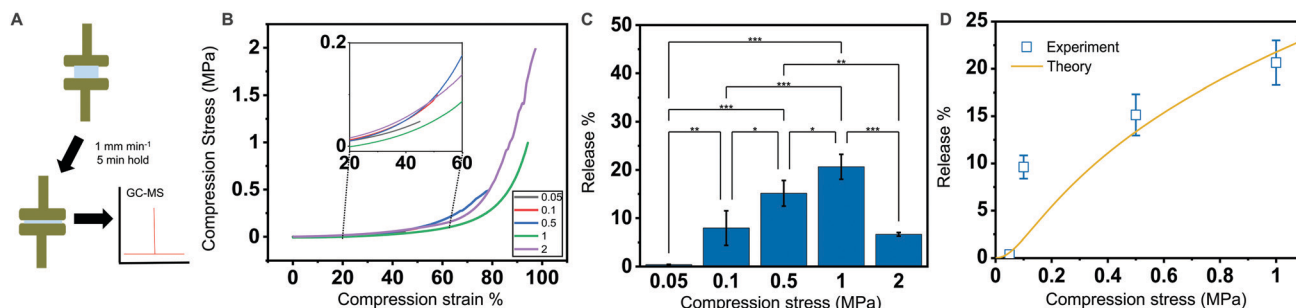 A
1 mm min⁻¹
5 min hold
GC-MS
B
Compression Stress (MPa)
2
1.5
1
0.5
0
0 20 40 60 80 100
Compression strain %
0.2
0
20 40 60
0.05
0.1
0.5
1
2
C
Release %
50
40
30
20
10
0
***
**
***
***
** * * ***
0.05 0.1 0.5 1 2
Compression stress (MPa)
D
Release %
25
20
15
10
5
0
Experiment
Theory
0.0 0.2 0.4 0.6 0.8 1
Compression stress (MPa)